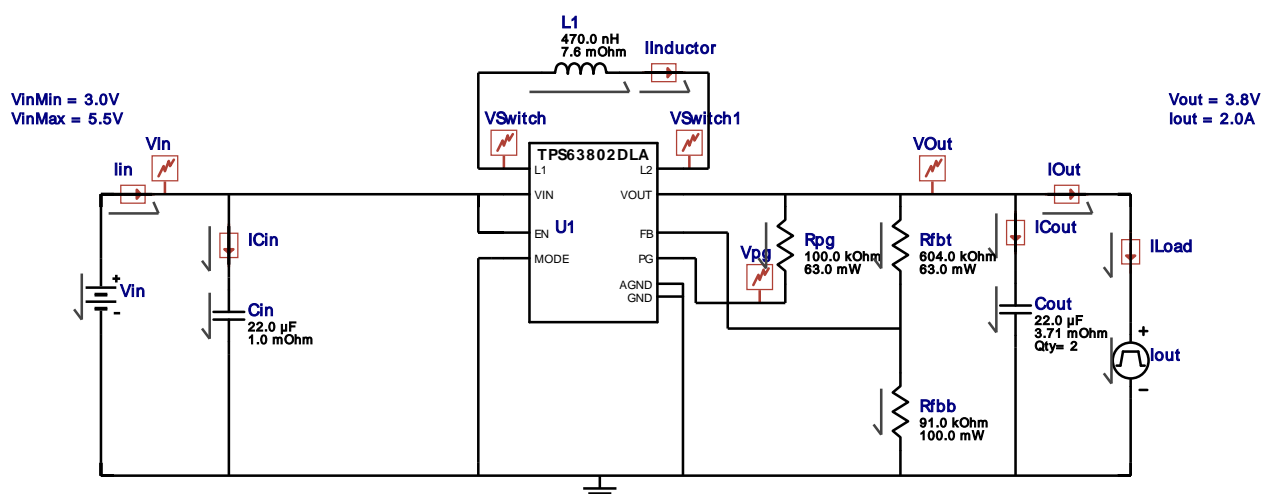 L1
470.0 nH
7.6 mOhm
IInductor
VinMin = 3.0V
VinMax = 5.5V
Vout = 3.8V
Iout = 2.0A
VSwitch
VSwitch1
VIn
Iin
TPS63802DLA
L1
L2
VIN
VOUT
EN
U1
FB
MODE
PG
AGND
GND
VOut
IOut
ICin
ICout
ILoad
Vpg
Rpg
100.0 kOhm
63.0 mW
Rfbt
604.0 kOhm
63.0 mW
+
Vin
-
Cin
22.0 µF
1.0 mOhm
Cout
22.0 µF
3.71 mOhm
Qty= 2
+
Iout
−
Rfbb
91.0 kOhm
100.0 mW